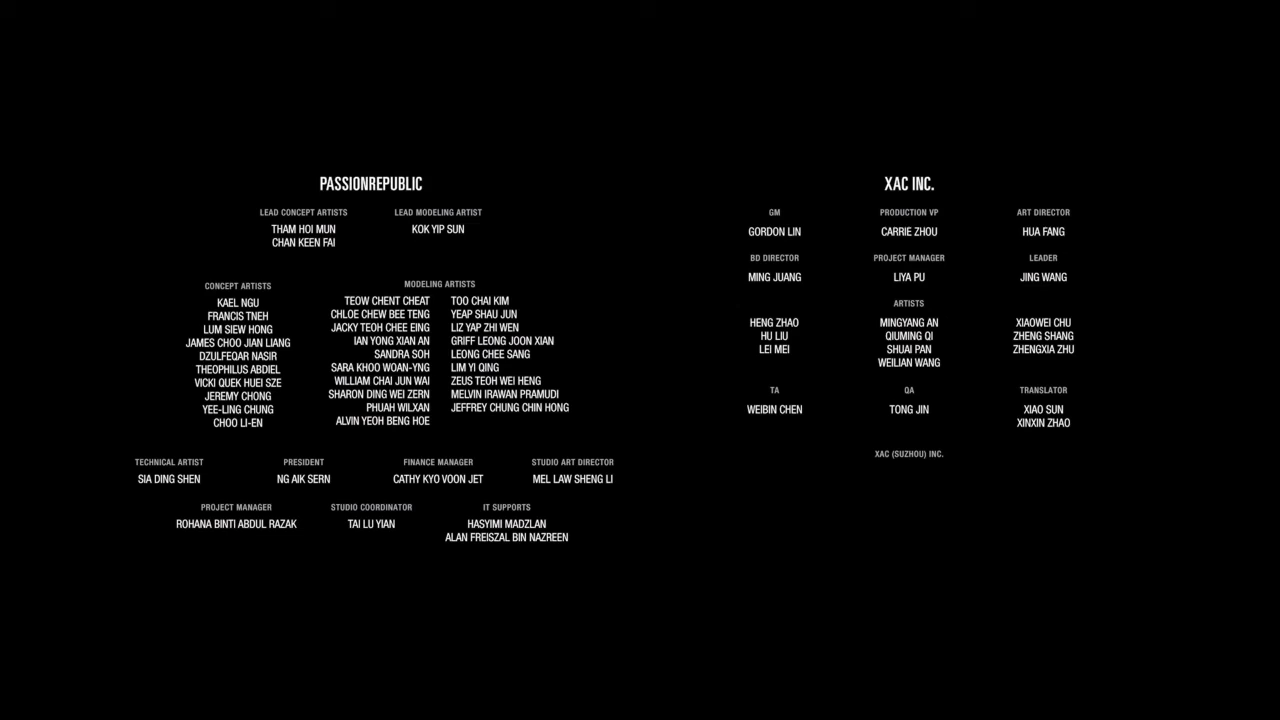 PASSIONREPUBLIC
LEAD CONCEPT ARTISTS LEAD MODELING ARTIST
THAM HOI MUN KOK YIP SUN
CHAN KEEN FAI
CONCEPT ARTISTS MODELING ARTISTS
KAEL NGU TEOW CHENT CHEAT TOO CHAI KIM
FRANCIS TNEH CHLOE CHEW BEE TENG YEAP SHAU JUN
LUM SIEW HONG JACKY TEOH CHEE EING LIZ YAP ZHI WEN
JAMES CHOO JIAN LIANG IAN YONG XIAN AN GRIFF LEONG JOON XIAN
DZULFEQAR NASIR SANDRA SOH LEONG CHEE SANG
THEOPHILUS ABDIEL SARA KHOO WOAN-YNG LIM YI QING
VICKI QUEK HUEI SZE WILLIAM CHAI JUN WAI ZEUS TEOH WEI HENG
JEREMY CHONG SHARON DING WEI ZERN MELVIN IRAWAN PRAMUDI
YEE-LING CHUNG PHUAH WILXAN JEFFREY CHUNG CHIN HONG
CHOO LI-EN ALVIN YEOH BENG HOE
TECHNICAL ARTIST PRESIDENT FINANCE MANAGER STUDIO ART DIRECTOR
SIA DING SHEN NG AIK SERN CATHY KYO VOON JET MEL LAW SHENG LI
PROJECT MANAGER STUDIO COORDINATOR IT SUPPORTS
ROHANA BINTI ABDUL RAZAK TAI LU YIAN HASYIMI MADZLAN
ALAN FREISZAL BIN NAZREEN
XAC INC.
GM PRODUCTION VP ART DIRECTOR
GORDON LIN CARRIE ZHOU HUA FANG
BD DIRECTOR PROJECT MANAGER LEADER
MING JUANG LIYA PU JING WANG
ARTISTS
HENG ZHAO MINGYANG AN XIAOWEI CHU
HU LIU QIUMING QI ZHENG SHANG
LEI MEI SHUAI PAN ZHENGXIA ZHU
WEILIAN WANG
TA QA TRANSLATOR
WEIBIN CHEN TONG JIN XIAO SUN
XINXIN ZHAO
XAC (SUZHOU) INC.